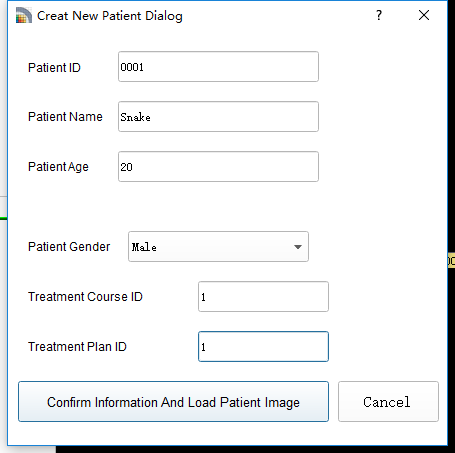 Creat New Patient Dialog ?
Patient ID 0001
Patient Name Snake
Patient Age 20
Patient Gender Male
Treatment Course ID 1
Treatment Plan ID 1
Confirm Information And Load Patient Image Cancel